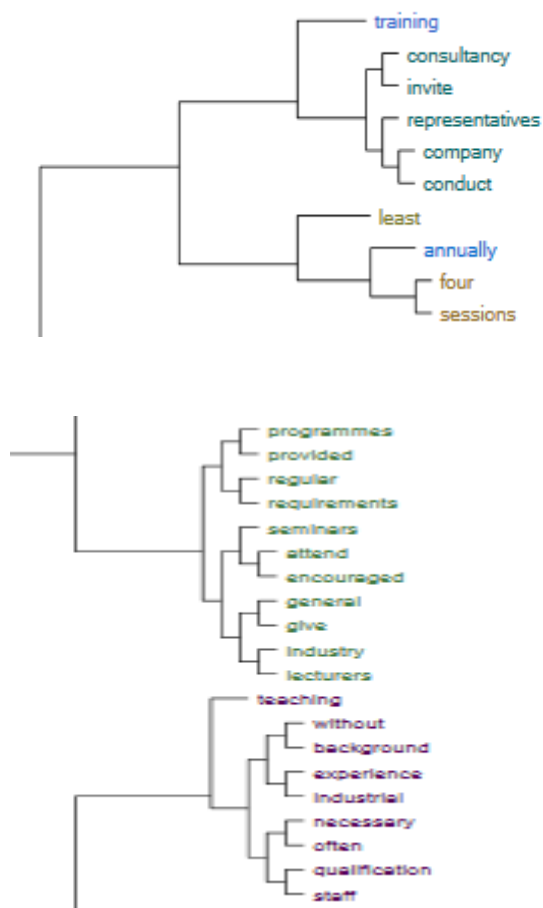 training
consultancy
invite
representatives
company
conduct
least
annually
four
sessions
programmes
provided
regular
requirements
seminars
attend
encouraged
general
give
industry
lecturers
teaching
without
background
experience
industrial
necessary
often
qualification
staff